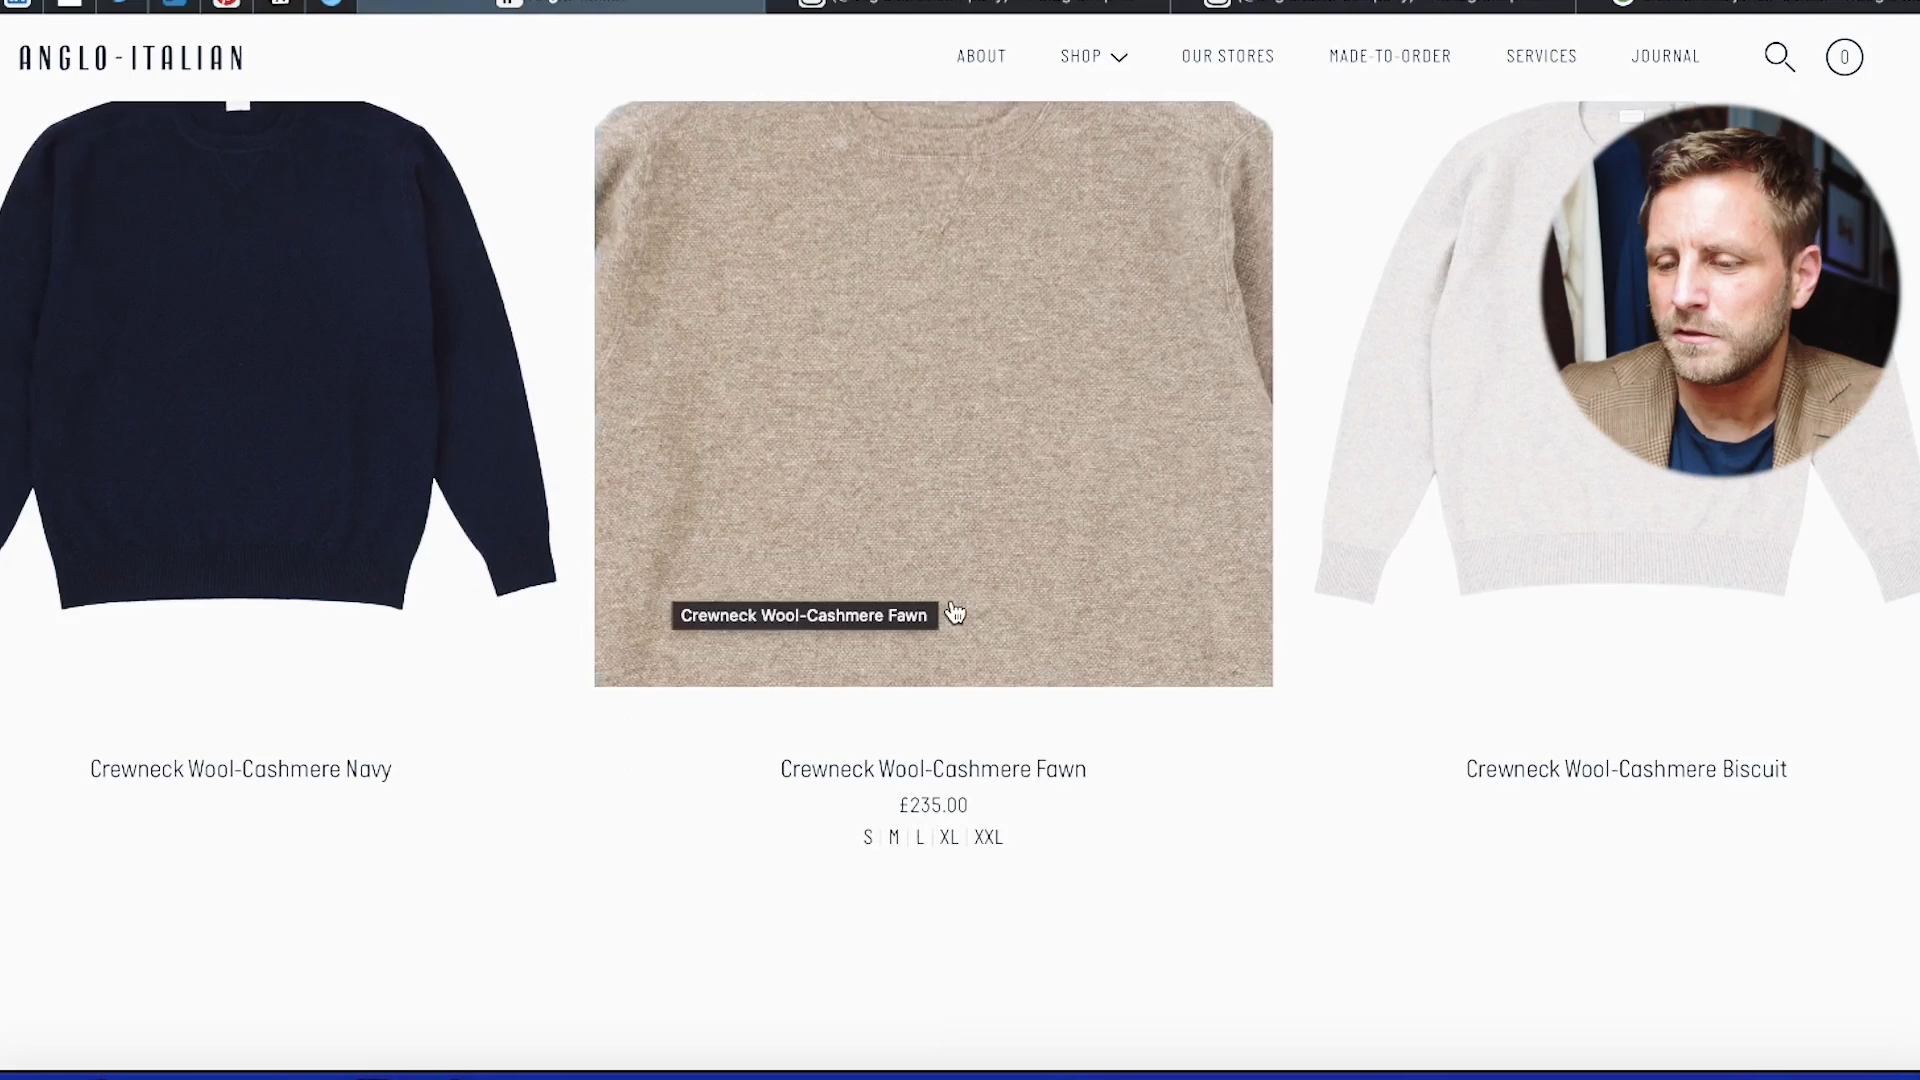 ANGLO-ITALIAN
ABOUT
SHOP
OUR STORES
MADE-TO-ORDER
SERVICES
JOURNAL
0
Crewneck Wool-Cashmere Fawn
Crewneck Wool-Cashmere Navy
Crewneck Wool-Cashmere Fawn
£235.00
S | M | L | XL | XXL
Crewneck Wool-Cashmere Biscuit